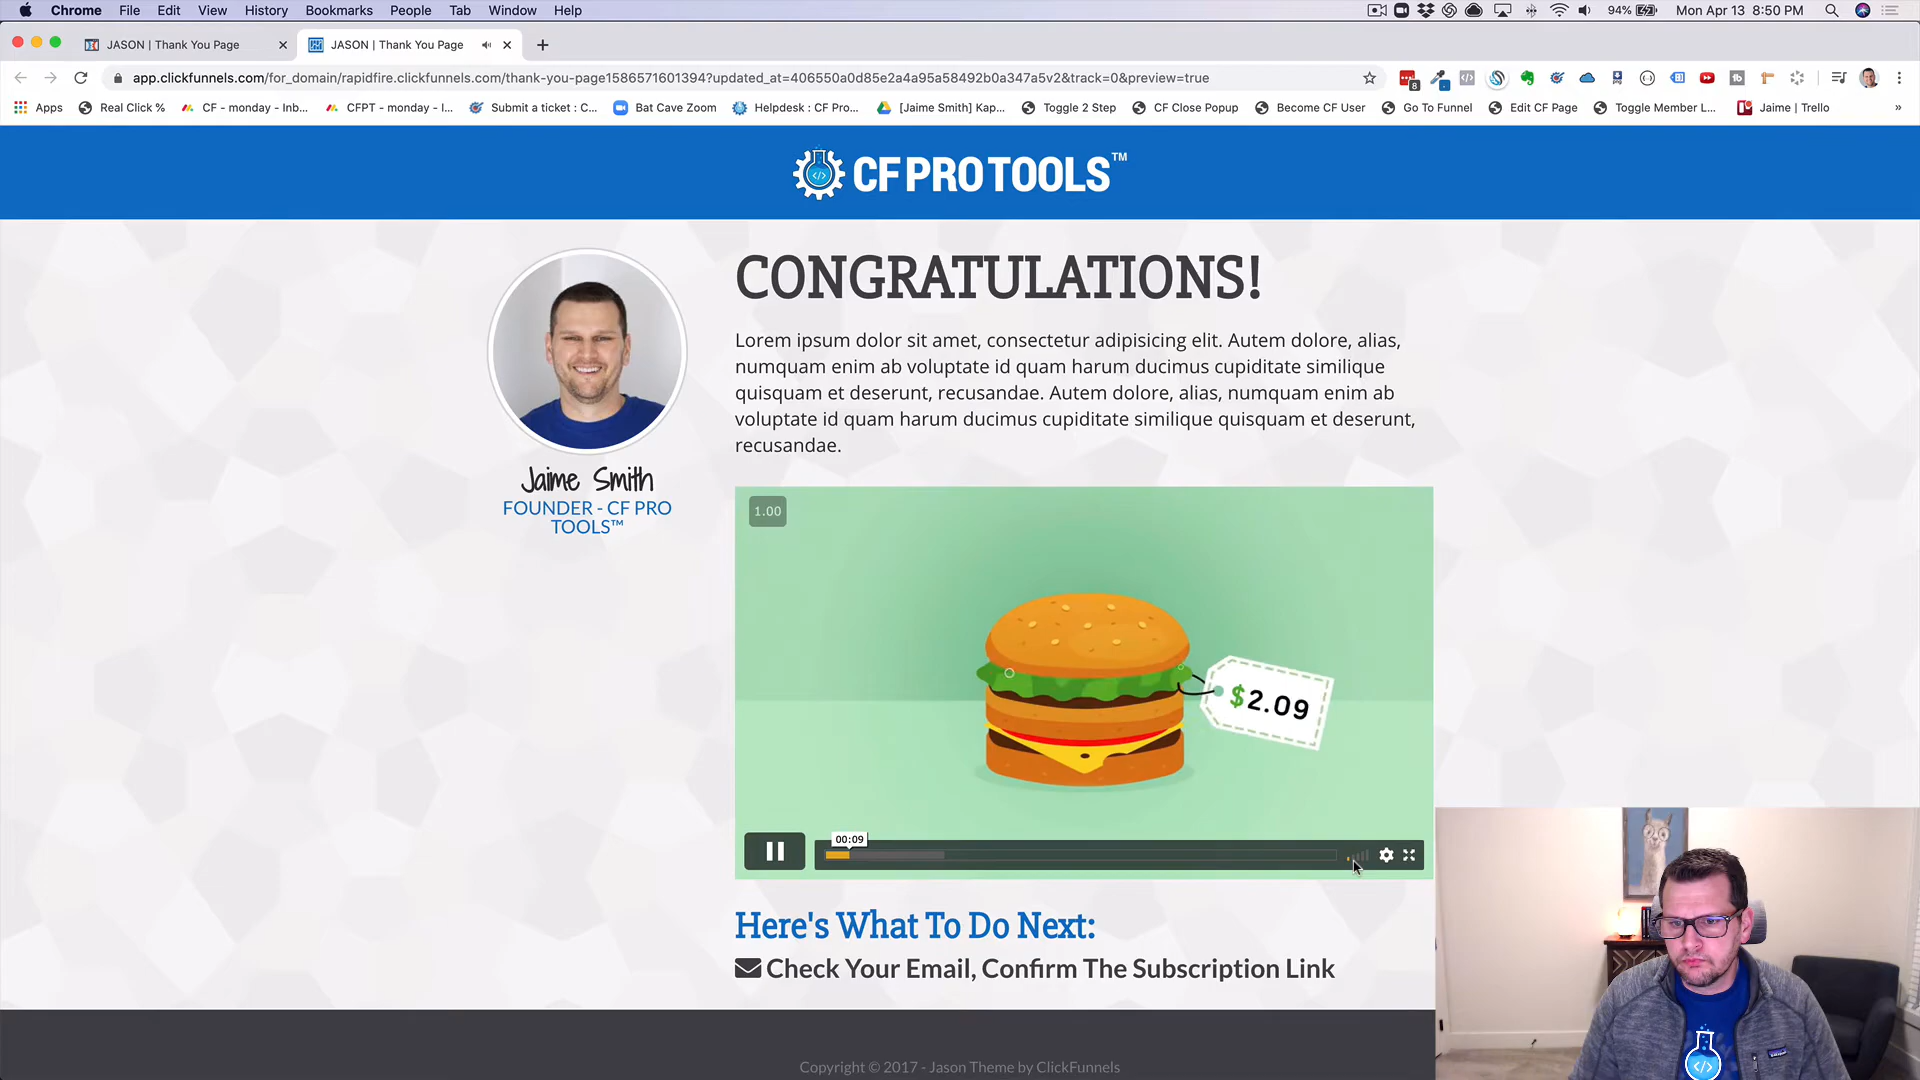 Chrome File Edit View History Bookmarks People Tab Window Help 94% Mon Apr 13 8:50 PM
JASON | Thank You Page JASON | Thank You Page
app.clickfunnels.com/for_domain/rapidfire.clickfunnels.com/thank-you-page1586571601394?updated_at=406550a0d85e2a4a95a58492b0a347a5v2&track=0&preview=true
Apps Real Click % CF - monday - Inb... CFPT - monday - I... Submit a ticket : C... Bat Cave Zoom Helpdesk : CF Pro... [Jaime Smith] Kap... Toggle 2 Step CF Close Popup Become CF User Go To Funnel Edit CF Page Toggle Member L... Jaime | Trello »
CF PRO TOOLS™
CONGRATULATIONS!
Lorem ipsum dolor sit amet, consectetur adipisicing elit. Autem dolore, alias,
numquam enim ab voluptate id quam harum ducimus cupiditate similique
quisquam et deserunt, recusandae. Autem dolore, alias, numquam enim ab
voluptate id quam harum ducimus cupiditate similique quisquam et deserunt,
recusandae.
Jaime Smith
FOUNDER - CF PRO
TOOLS™
1.00
$2.09
00:09
Here's What To Do Next:
Check Your Email, Confirm The Subscription Link
Copyright © 2017 - Jason Theme by ClickFunnels